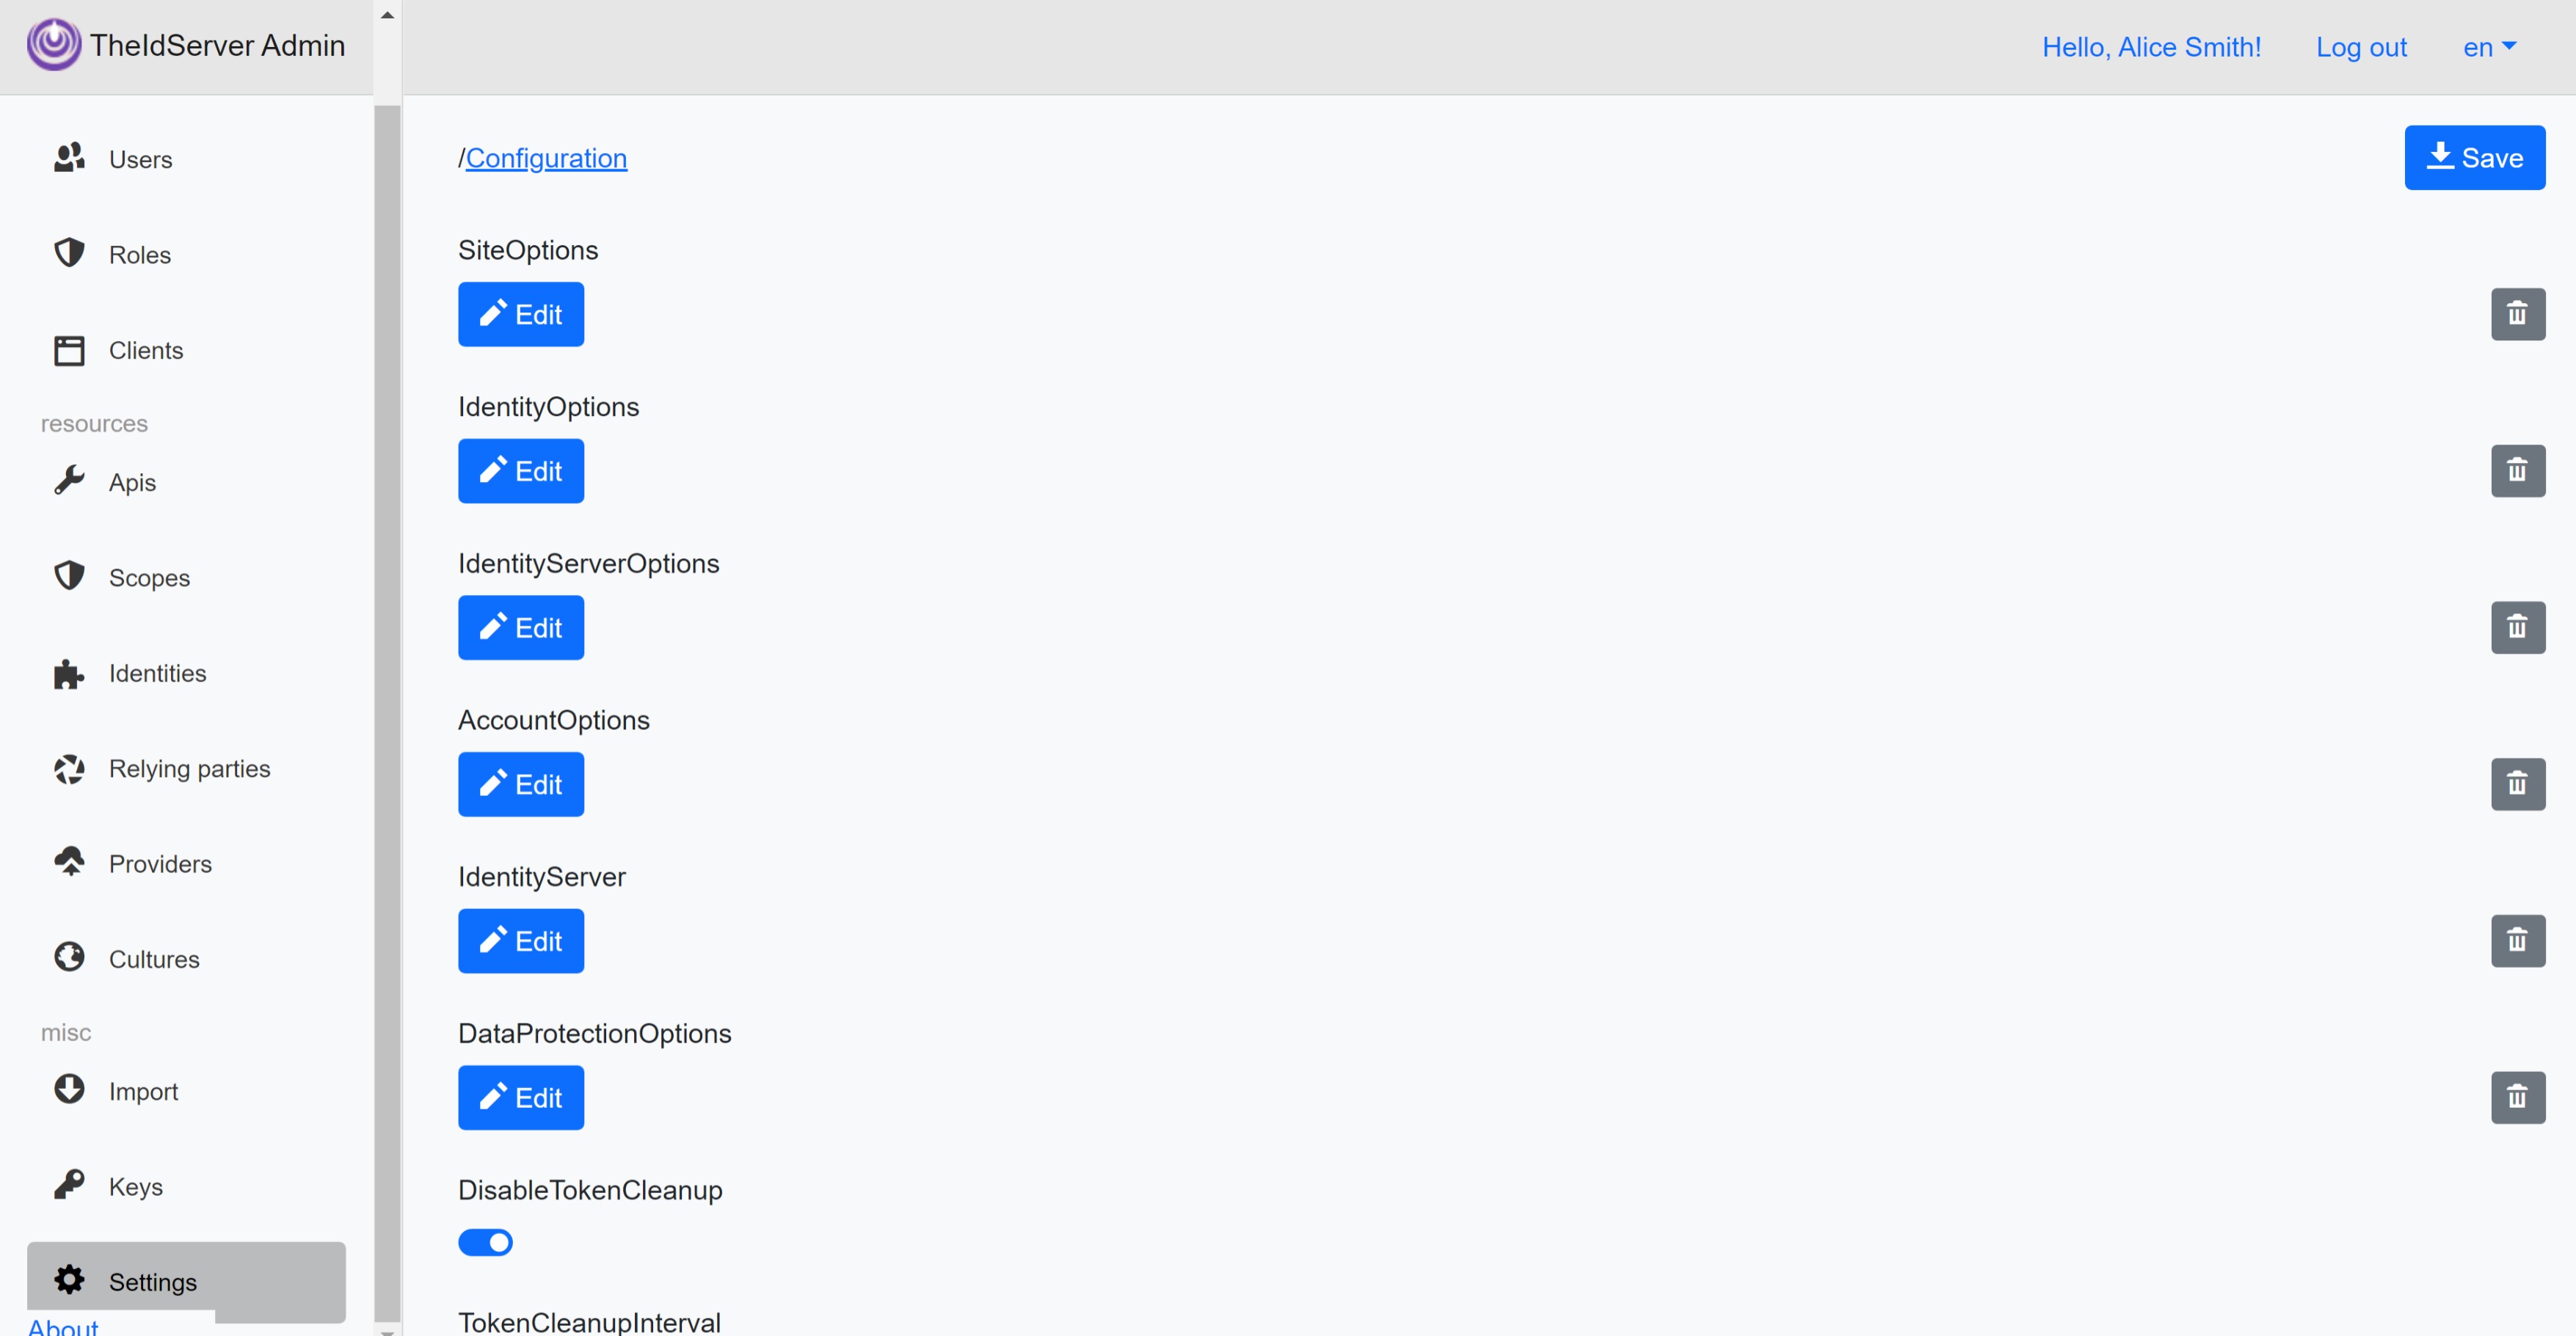 TheIdServer Admin
Hello, Alice Smith!
Log out
en
Users
Roles
Clients
resources
Apis
Scopes
Identities
Relying parties
Providers
Cultures
misc
Import
Keys
Settings
About
/Configuration
Save
SiteOptions
Edit
IdentityOptions
Edit
IdentityServerOptions
Edit
AccountOptions
Edit
IdentityServer
Edit
DataProtectionOptions
Edit
DisableTokenCleanup
TokenCleanupInterval